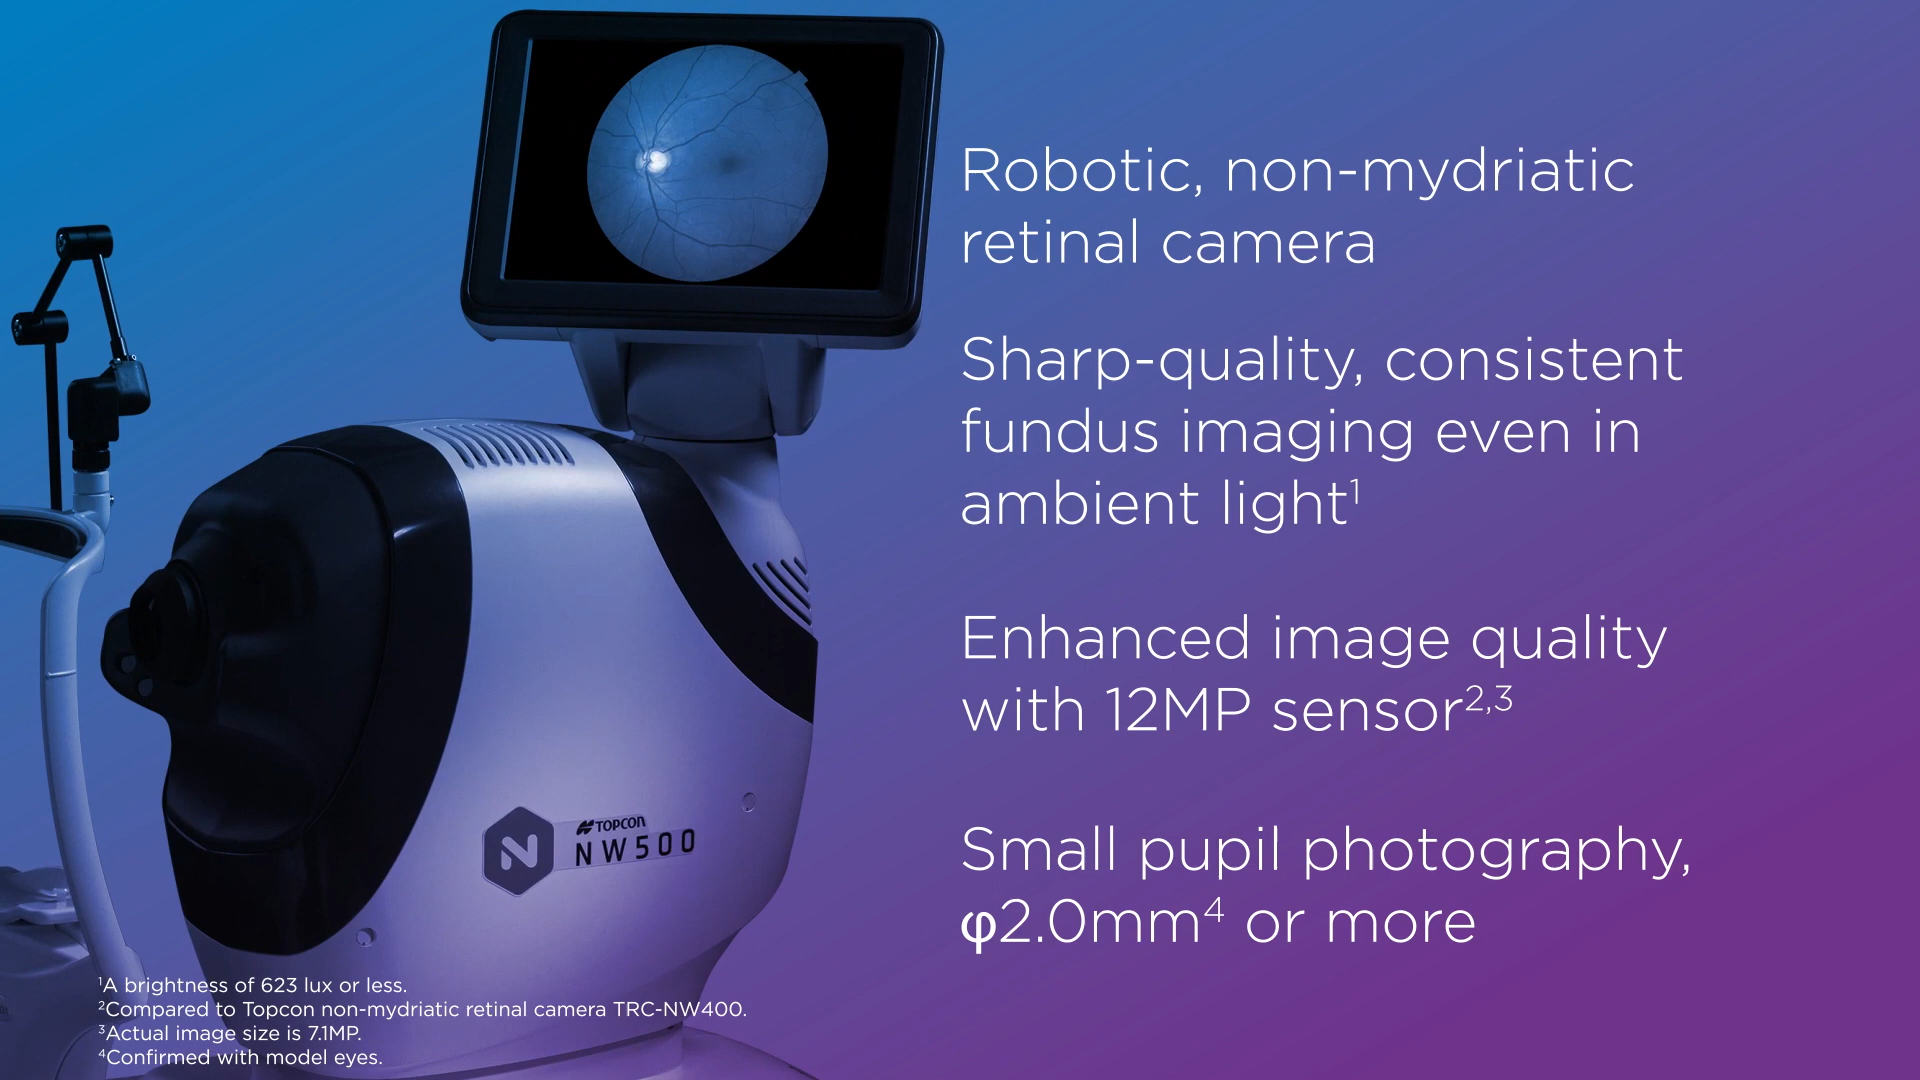 Robotic, non-mydriatic
retinal camera
Sharp-quality, consistent
fundus imaging even in
ambient light¹
Enhanced image quality
with 12MP sensor²,³
Small pupil photography,
φ2.0mm⁴ or more
N
TOPCON
NW500
¹A brightness of 623 lux or less.
²Compared to Topcon non-mydriatic retinal camera TRC-NW400.
³Actual image size is 7.1MP.
⁴Confirmed with model eyes.